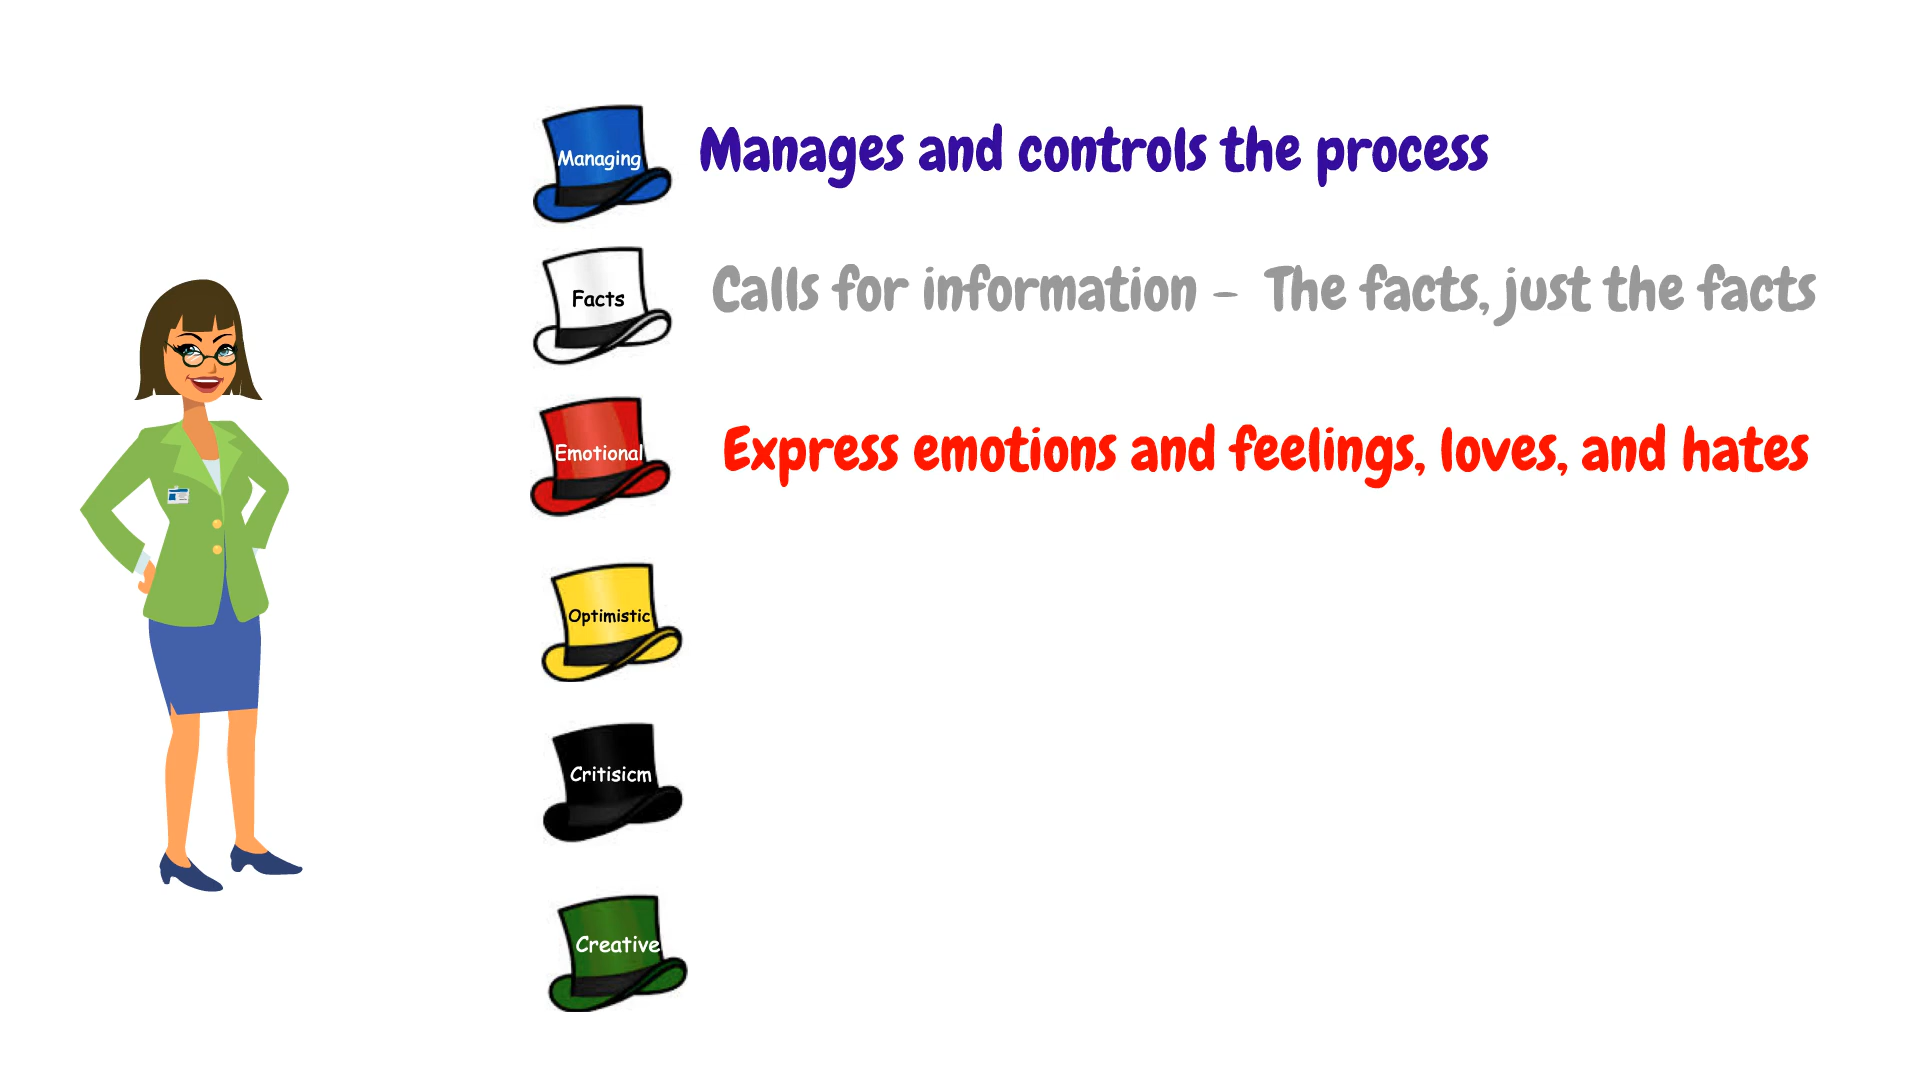 Managing
Manages and controls the process
Facts
Calls for information - The facts, just the facts
Emotional
Express emotions and feelings, loves, and hates
Optimistic
Critisicm
Creative